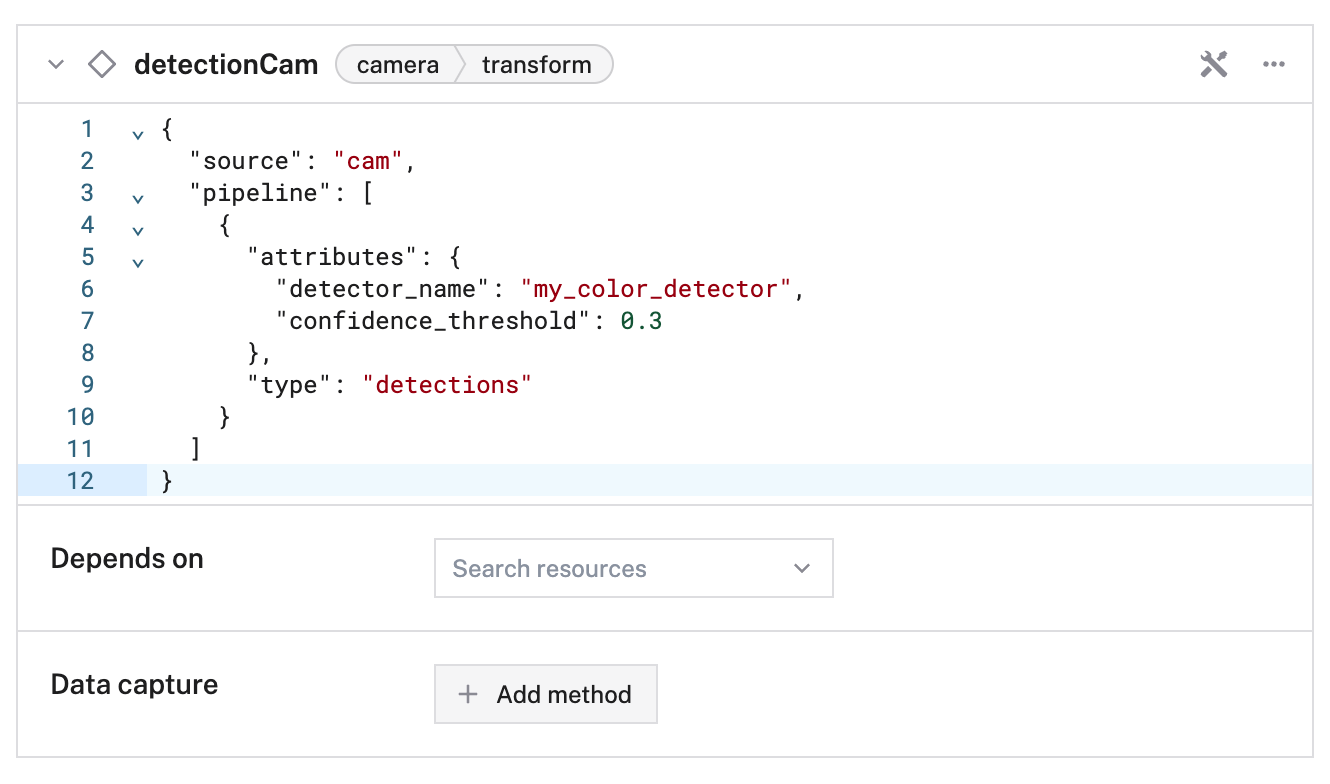 detectionCam camera transform
1 {
2 "source": "cam",
3 "pipeline": [
4 {
5 "attributes": {
6 "detector_name": "my_color_detector",
7 "confidence_threshold": 0.3
8 },
9 "type": "detections"
10 }
11 ]
12 }
Depends on Search resources
Data capture + Add method